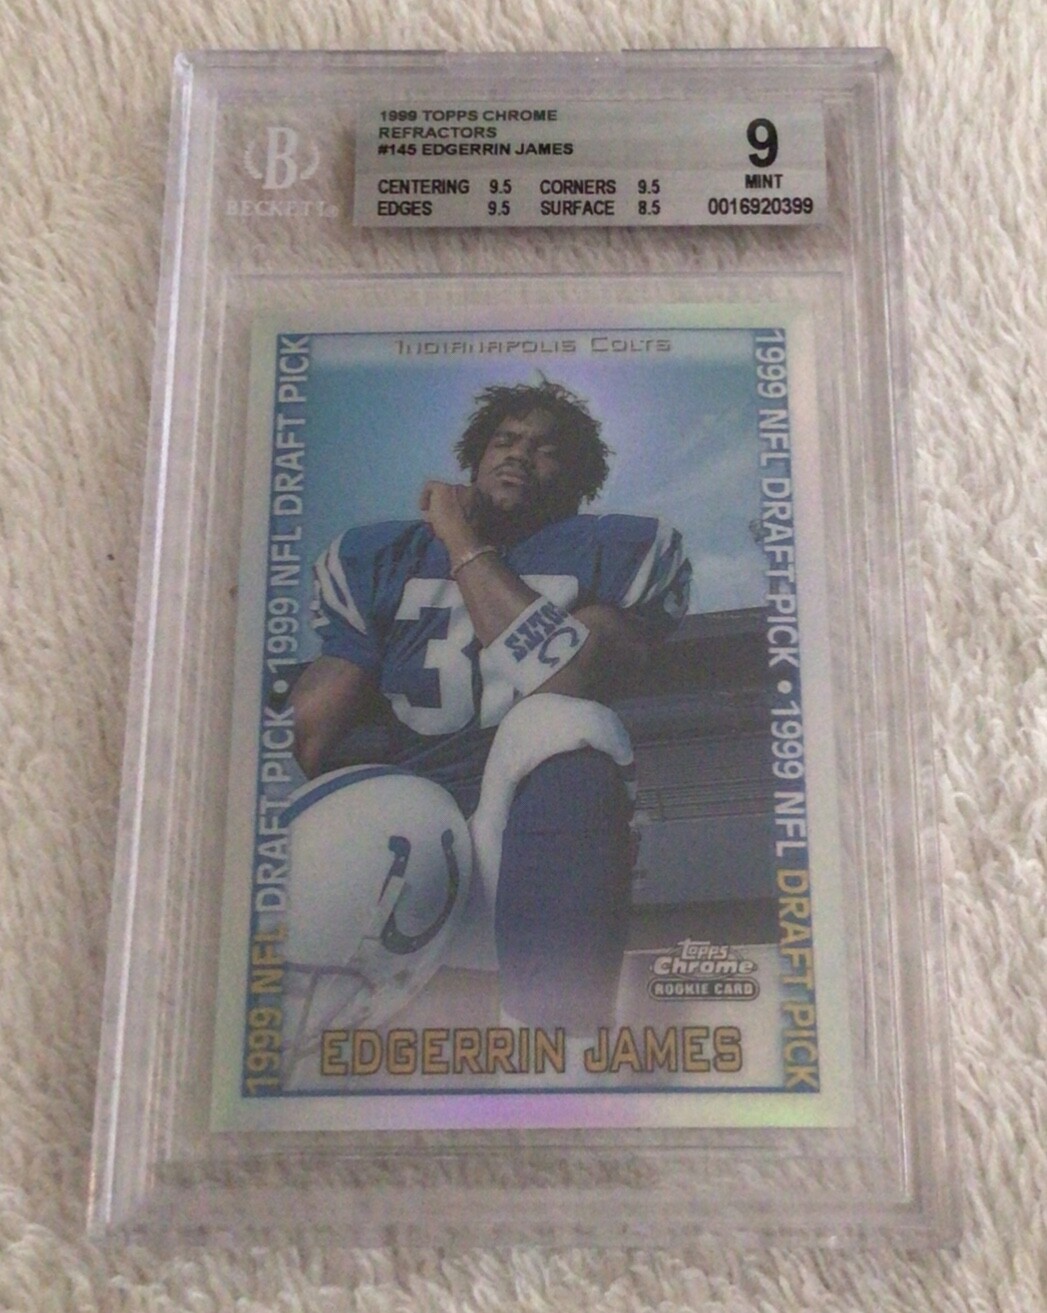 1999 TOPPS CHROME
REFRACTORS
#145 EDGERRIN JAMES
9
MINT
CENTERING 9.5 CORNERS 9.5
EDGES 9.5 SURFACE 8.5
0016920399
B
BECKETT®
INDIANAPOLIS COLTS
1999 NFL DRAFT PICK • 1999 NFL DRAFT PICK
1999 NFL DRAFT PICK • 1999 NFL DRAFT PICK
3
COLTS
Topps
Chrome
ROOKIE CARD
EDGERRIN JAMES